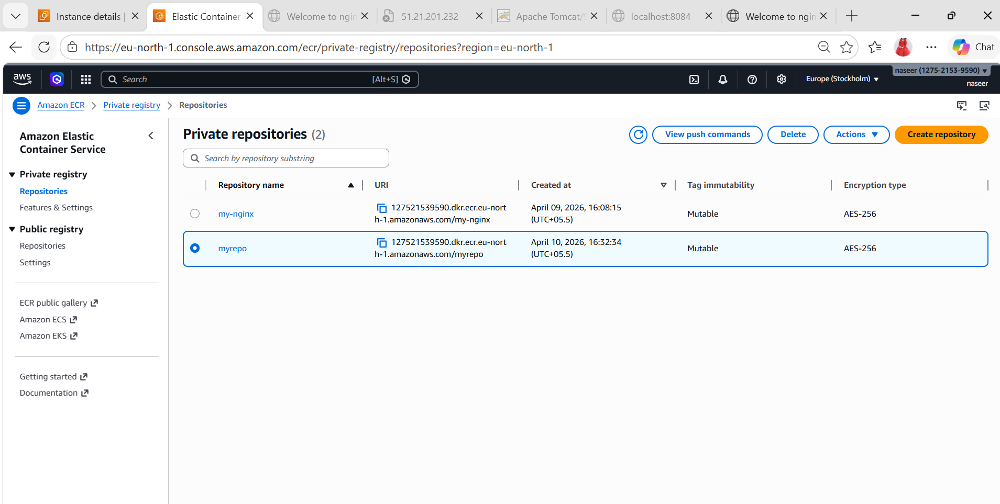 Instance details |
Elastic Container
Welcome to ngin
51.21.201.232
Apache Tomcat/9
localhost:8084
Welcome to ngin
https://eu-north-1.console.aws.amazon.com/ecr/private-registry/repositories?region=eu-north-1
Chat
aws
Search
[Alt+S]
Europe (Stockholm)
naseer (1275-2153-9590)
naseer
Amazon ECR
Private registry
Repositories
Amazon Elastic
Container Service
Private registry
Repositories
Features & Settings
Public registry
Repositories
Settings
ECR public gallery
Amazon ECS
Amazon EKS
Getting started
Documentation
Private repositories (2)
View push commands
Delete
Actions
Create repository
Search by repository substring
Repository name
URI
Created at
Tag immutability
Encryption type
my-nginx
127521539590.dkr.ecr.eu-nort
h-1.amazonaws.com/my-nginx
April 09, 2026, 16:08:15
(UTC+05.5)
Mutable
AES-256
myrepo
127521539590.dkr.ecr.eu-nort
h-1.amazonaws.com/myrepo
April 10, 2026, 16:32:34
(UTC+05.5)
Mutable
AES-256